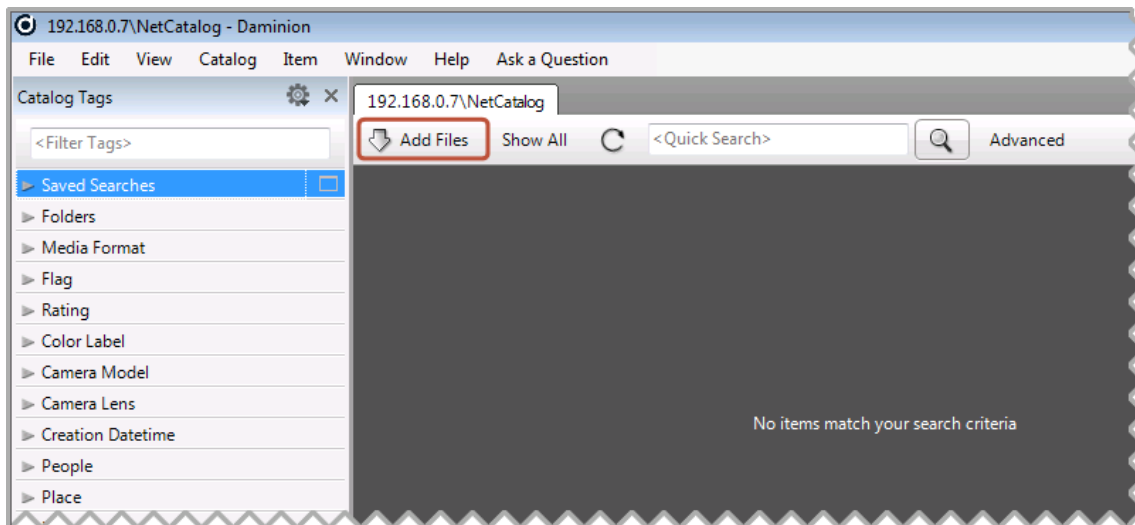 192.168.0.7\NetCatalog - Daminion
File Edit View Catalog Item Window Help Ask a Question
Catalog Tags
192.168.0.7\NetCatalog
<Filter Tags>
Add Files Show All <Quick Search> Advanced
Saved Searches
Folders
Media Format
Flag
Rating
Color Label
Camera Model
Camera Lens
Creation Datetime
People
Place
No items match your search criteria